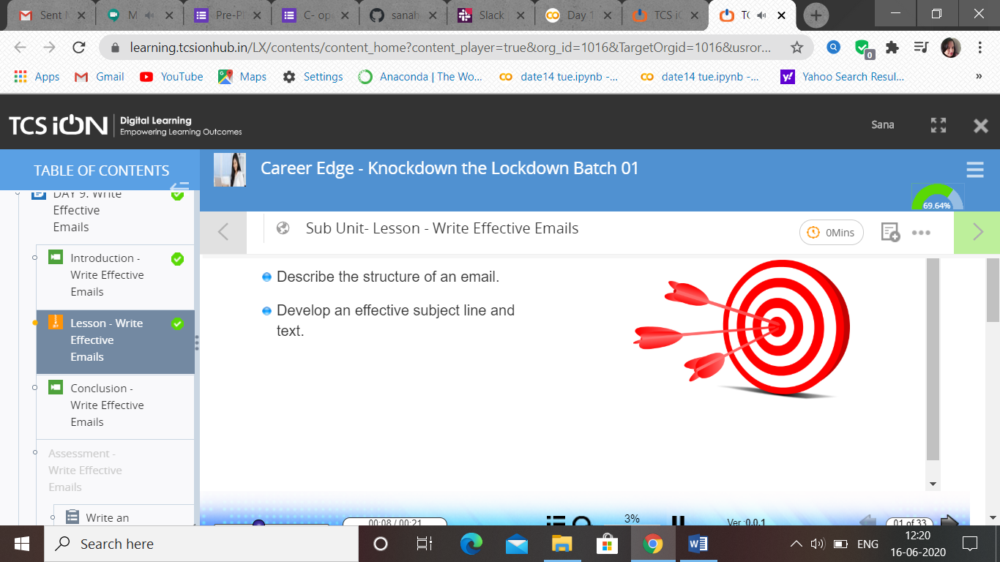 Sent M
M
Pre-P
C- op
sanah
Slack
Day 1
TCS i
TC
learning.tcsionhub.in/LX/contents/content_home?content_player=true&org_id=1016&TargetOrgid=1016&usror...
0
Apps
Gmail
YouTube
Maps
Settings
Anaconda | The Wo...
date14 tue.ipynb -...
date14 tue.ipynb -...
Yahoo Search Resul...
»
TCS iON
Digital Learning
Empowering Learning Outcomes
Sana
TABLE OF CONTENTS
Career Edge - Knockdown the Lockdown Batch 01
69.64%
DAY 9: Write
Effective
Emails
Introduction -
Write Effective
Emails
Lesson - Write
Effective
Emails
Conclusion -
Write Effective
Emails
Assessment -
Write Effective
Emails
Write an
Sub Unit- Lesson - Write Effective Emails
0Mins
Describe the structure of an email.
Develop an effective subject line and
text.
00:08 / 00:21
3%
Ver :0.0.1
01 of 33
Search here
ENG
12:20
16-06-2020